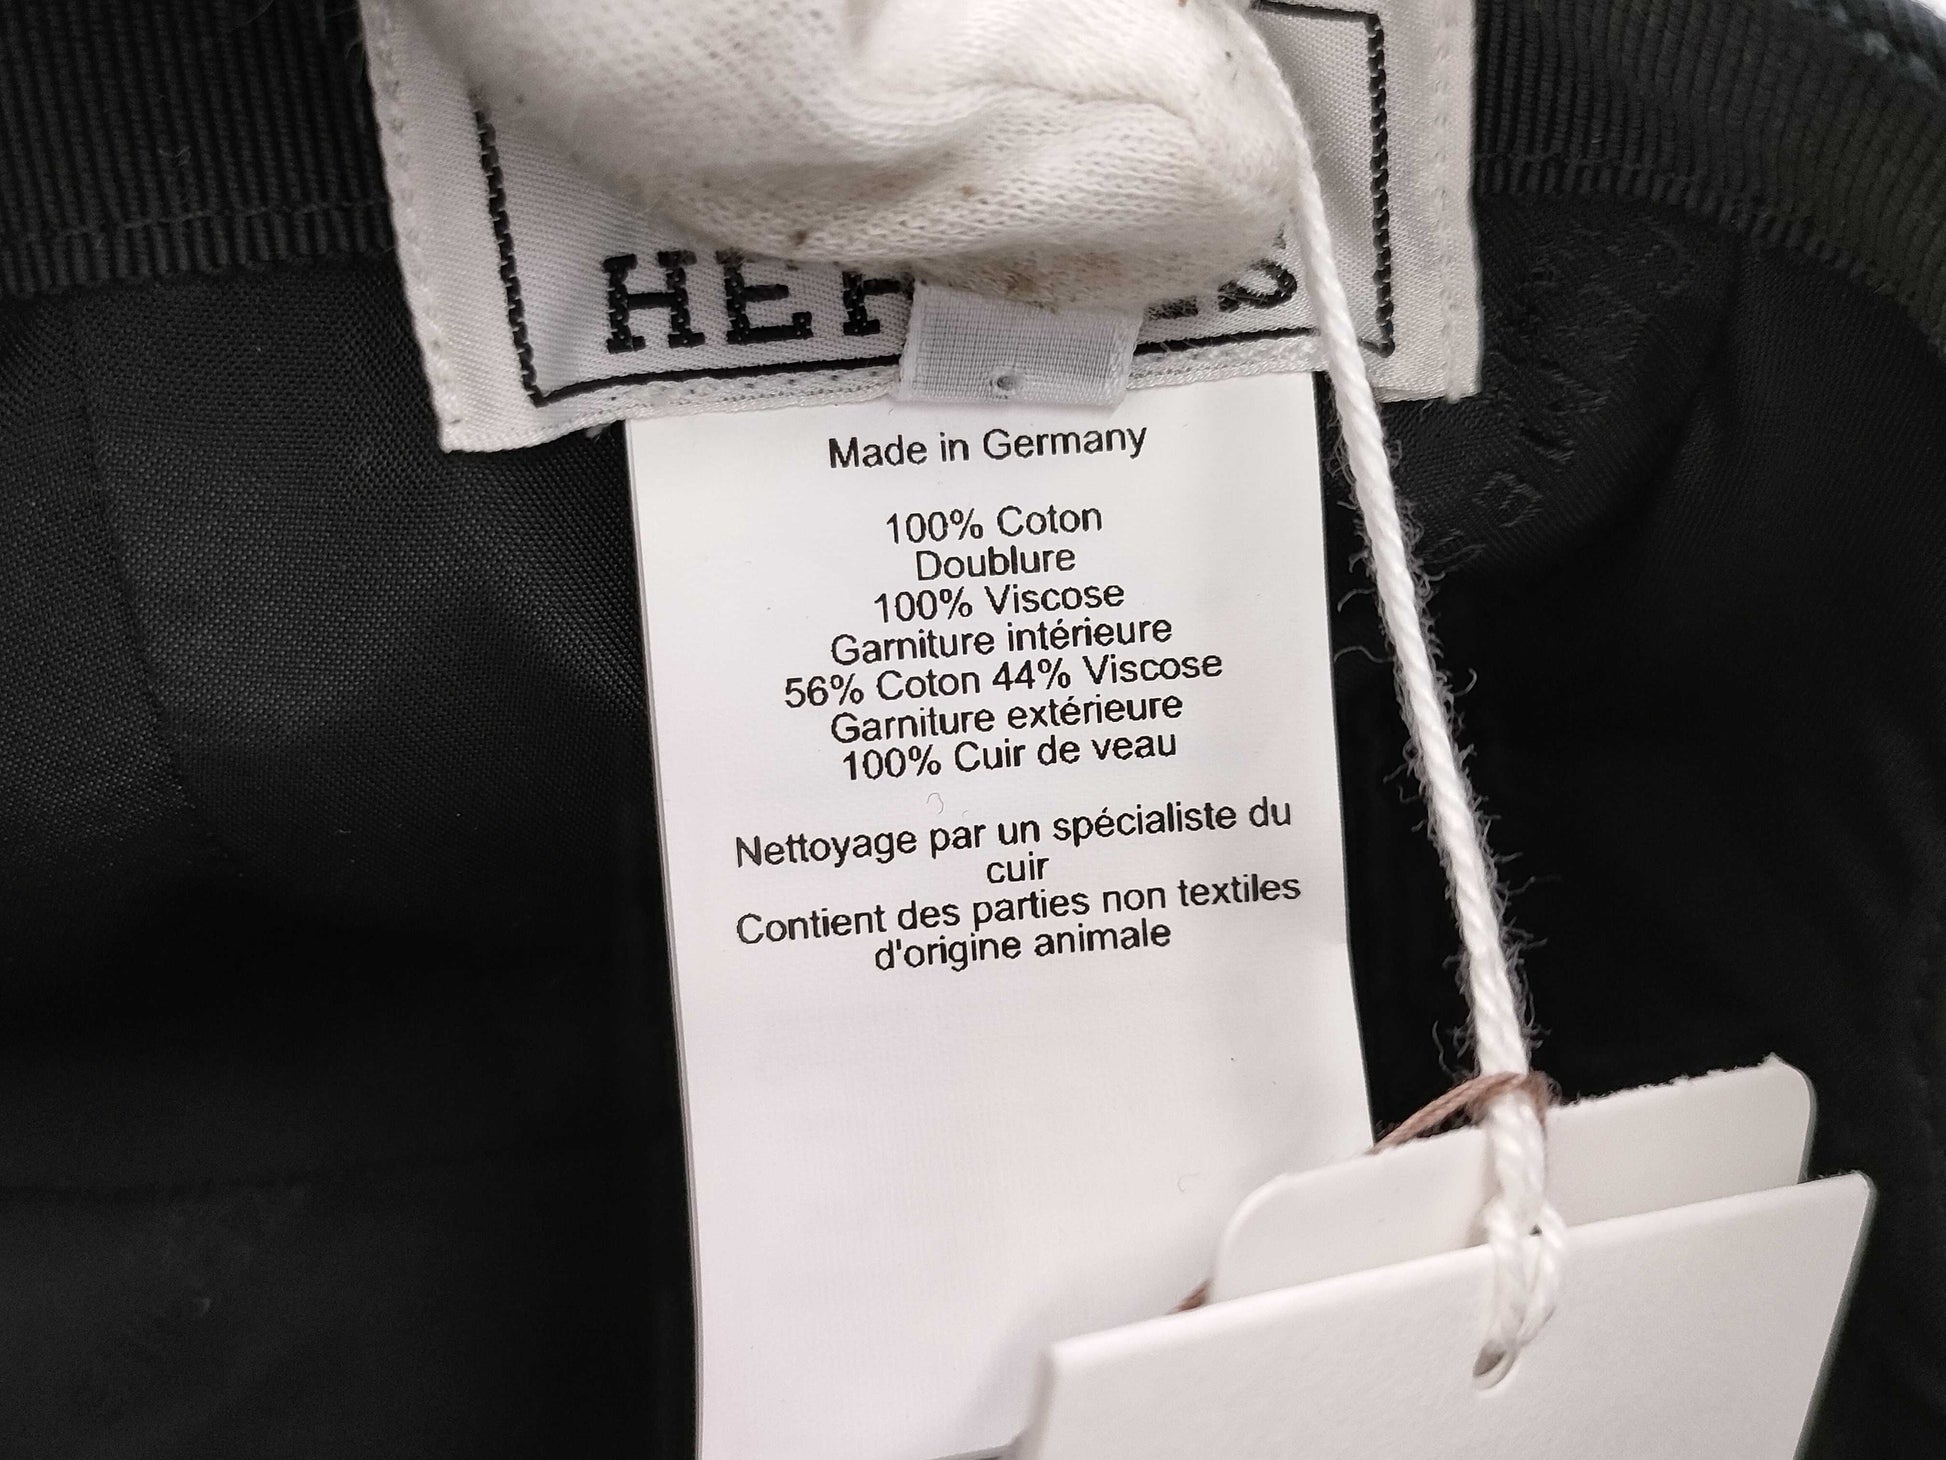 Made in Germany
100% Coton
Doublure
100% Viscose
Garniture intérieure
56% Coton 44% Viscose
Garniture extérieure
100% Cuir de veau
Nettoyage par un spécialiste du
cuir
Contient des parties non textiles
d'origine animale